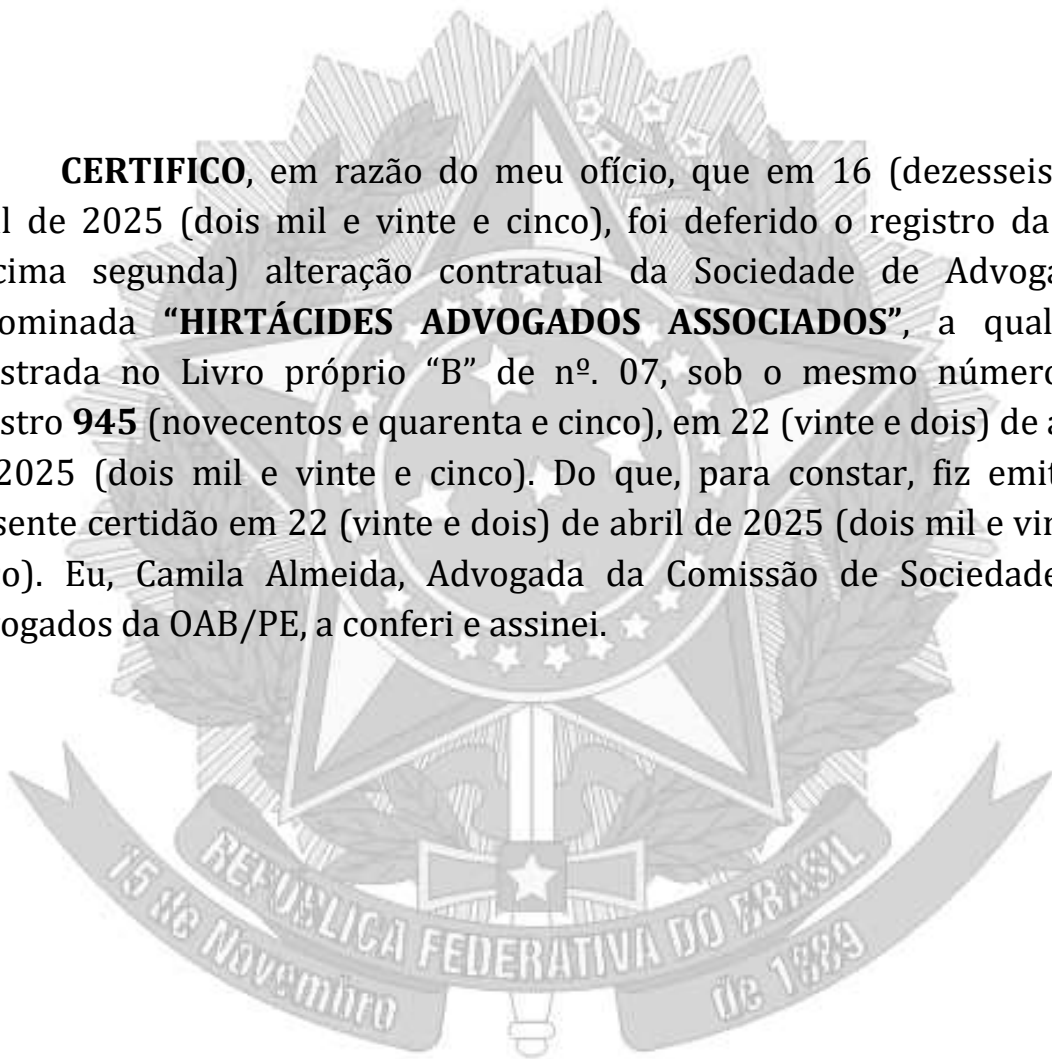 CERTIFICO, em razão do meu ofício, que em 16 (dezesseis
l de 2025 (dois mil e vinte e cinco), foi deferido o registro da
cima segunda) alteração contratual da Sociedade de Advoga
ominada “HIRTÁCIDES ADVOGADOS ASSOCIADOS”, a qual
strada no Livro próprio “B” de nº. 07, sob o mesmo número
stro 945 (novecentos e quarenta e cinco), em 22 (vinte e dois) de a
2025 (dois mil e vinte e cinco). Do que, para constar, fiz emit
sente certidão em 22 (vinte e dois) de abril de 2025 (dois mil e vin
o). Eu, Camila Almeida, Advogada da Comissão de Sociedade
ogados da OAB/PE, a conferi e assinei.
REPÚBLICA FEDERATIVA DO BRASIL
15 de Novembro de 1889